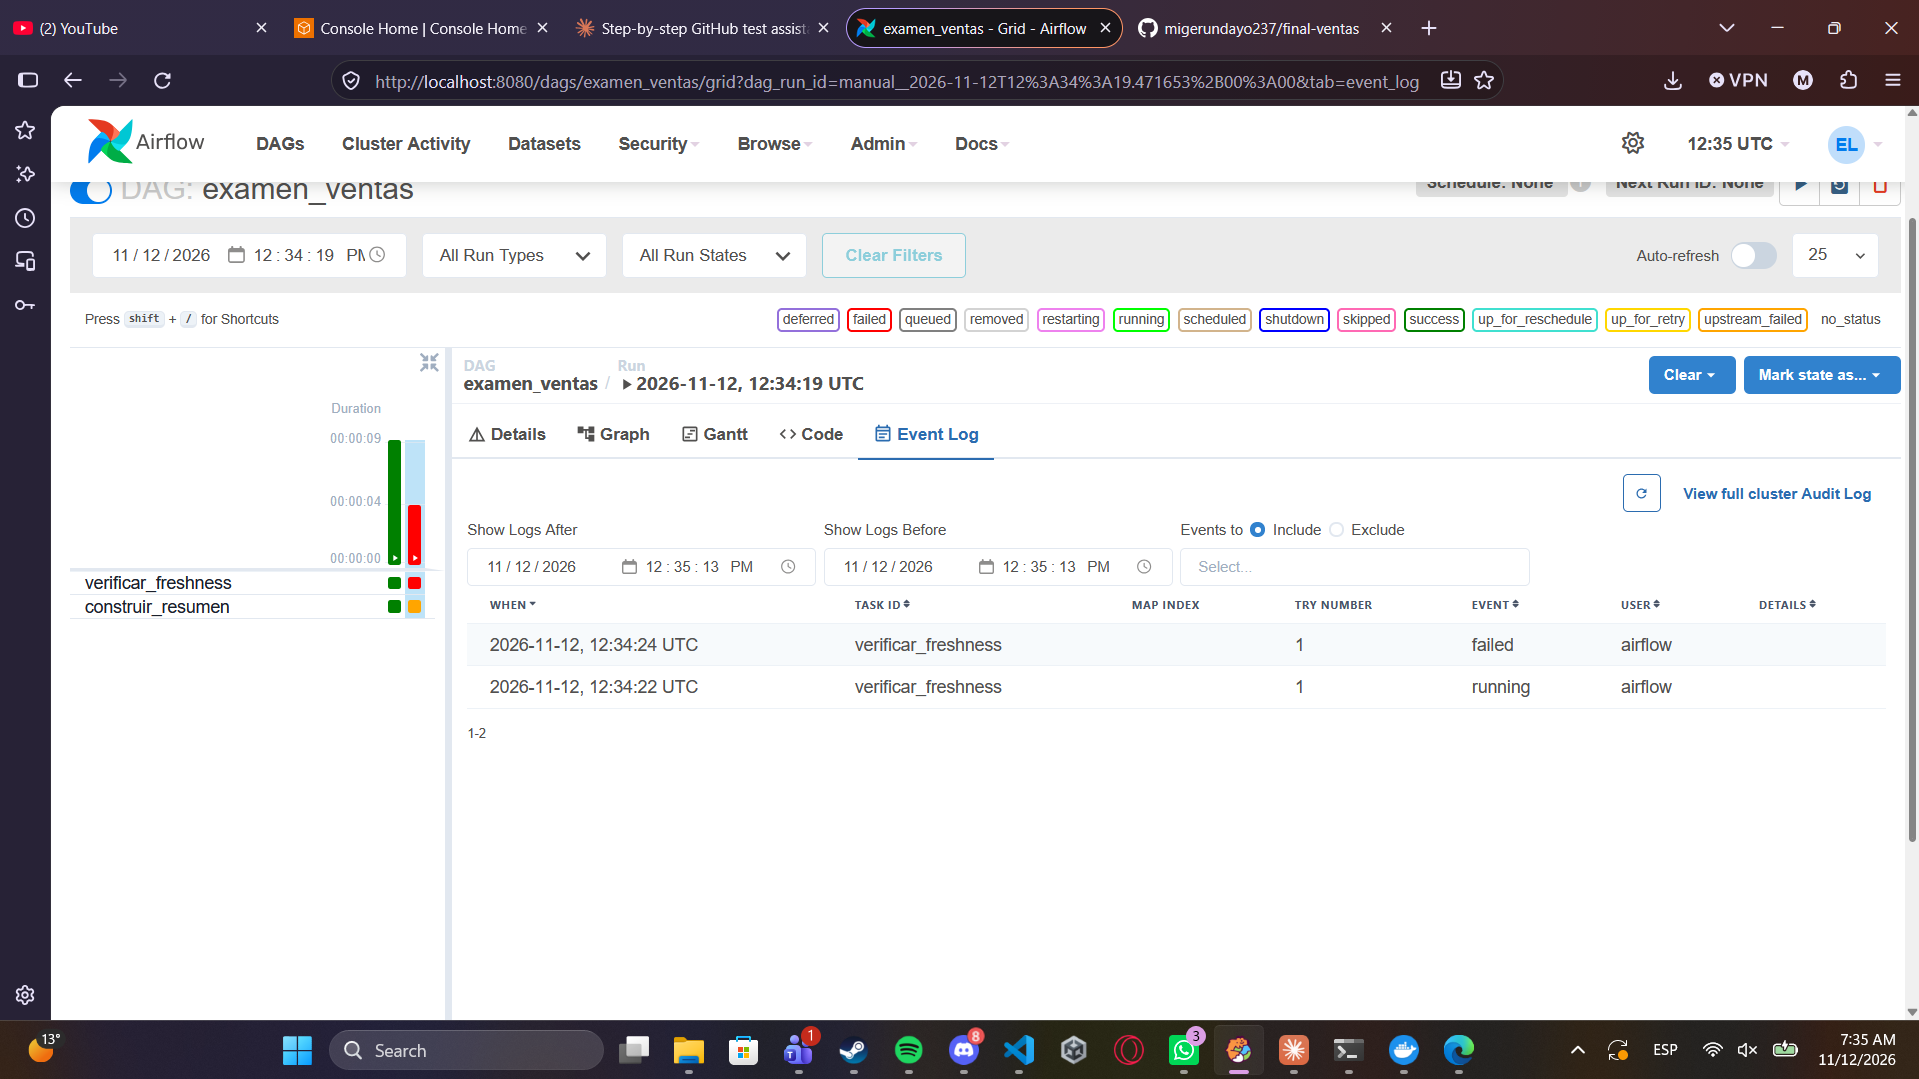 (2) YouTube
Console Home | Console Home
Step-by-step GitHub test assista
examen_ventas - Grid - Airflow
migerundayo237/final-ventas
http://localhost:8080/dags/examen_ventas/grid?dag_run_id=manual__2026-11-12T12%3A34%3A19.471653%2B00%3A00&tab=event_log
VPN
M
Airflow
DAGs
Cluster Activity
Datasets
Security
Browse
Admin
Docs
12:35 UTC
EL
DAG: examen_ventas
Schedule: None
Next Run ID: None
11 / 12 / 2026
12 : 34 : 19 PM
All Run Types
All Run States
Clear Filters
Auto-refresh
25
Press shift + / for Shortcuts
deferred
failed
queued
removed
restarting
running
scheduled
shutdown
skipped
success
up_for_reschedule
up_for_retry
upstream_failed
no_status
DAG
examen_ventas
/
Run
2026-11-12, 12:34:19 UTC
Clear
Mark state as...
Duration
00:00:09
00:00:04
00:00:00
verificar_freshness
construir_resumen
Details
Graph
Gantt
Code
Event Log
View full cluster Audit Log
Show Logs After
Show Logs Before
Events to Include Exclude
11 / 12 / 2026 12 : 35 : 13 PM
11 / 12 / 2026 12 : 35 : 13 PM
Select...
WHEN TASK ID MAP INDEX TRY NUMBER EVENT USER DETAILS
2026-11-12, 12:34:24 UTC verificar_freshness 1 failed airflow
2026-11-12, 12:34:22 UTC verificar_freshness 1 running airflow
1-2
13°
Search
1
8
3
ESP
7:35 AM
11/12/2026